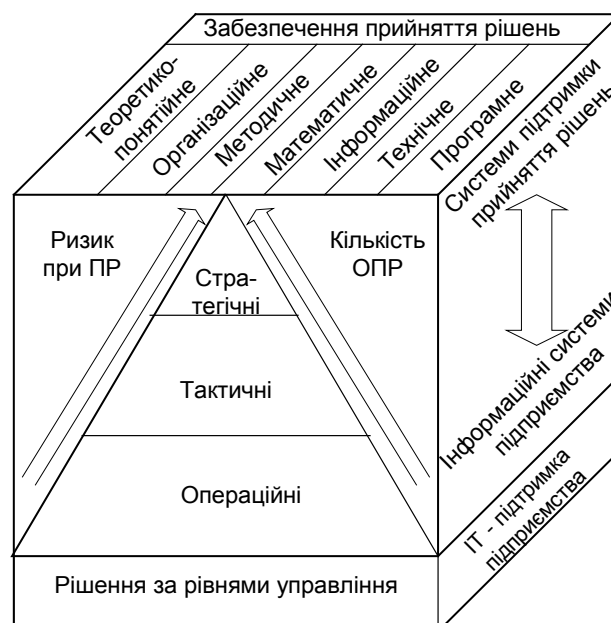 Забезпечення прийняття рішень
Теоретико-
понятійне
Організаційне
Методичне
Математичне
Інформаційне
Технічне
Програмне
Системи підтримки
прийняття рішень
Ризик
при ПР
Кількість
ОПР
Стра-
тегічні
Тактичні
Операційні
Інформаційні системи
підприємства
ІТ - підтримка
підприємства
Рішення за рівнями управління